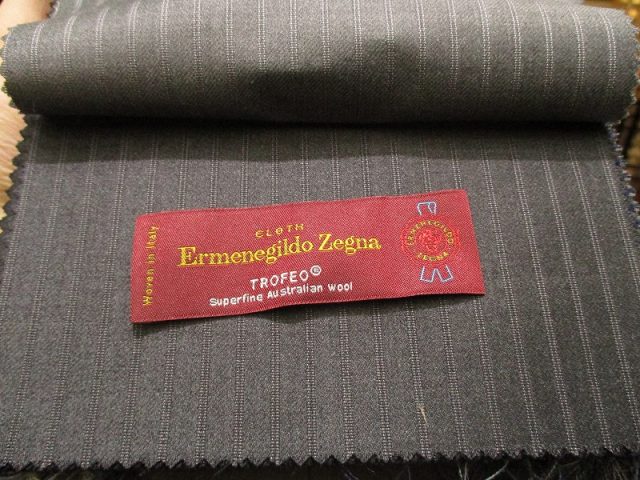 Woven in Italy
CLOTH
Ermenegildo Zegna
TROFEO®
Superfine Australian Wool
ERMENEGILDO
ZEGNA